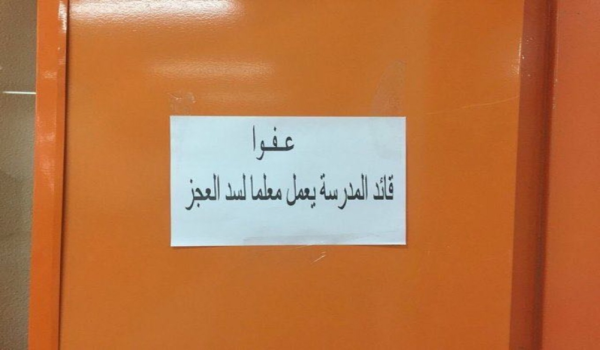 عفوا
قائد المدرسة يعمل معلما لسد العجز